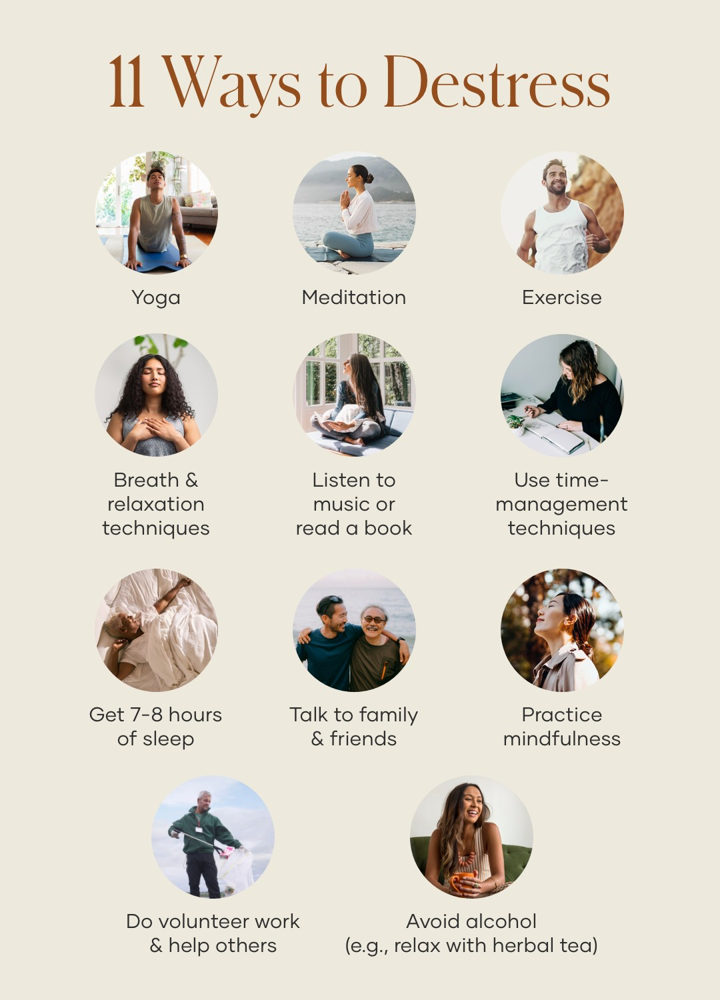 11 Ways to Destress
Yoga
Meditation
Exercise
Breath &
relaxation
techniques
Listen to
music or
read a book
Use time-
management
techniques
Get 7-8 hours
of sleep
Talk to family
& friends
Practice
mindfulness
Do volunteer work
& help others
Avoid alcohol
(e.g., relax with herbal tea)